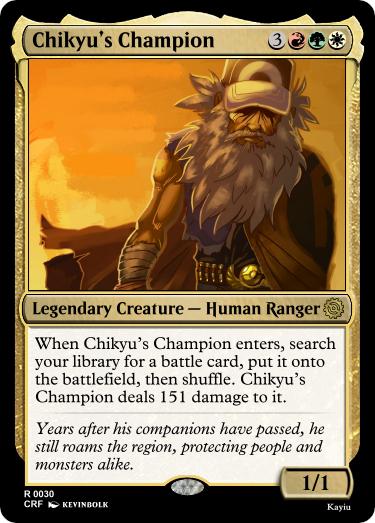 Chikyu's Champion 3
Legendary Creature — Human Ranger
When Chikyu's Champion enters, search
your library for a battle card, put it onto
the battlefield, then shuffle. Chikyu's
Champion deals 151 damage to it.
Years after his companions have passed, he
still roams the region, protecting people and
monsters alike.
1/1
R 0030
CRF KEVINBOLK
Kayiu